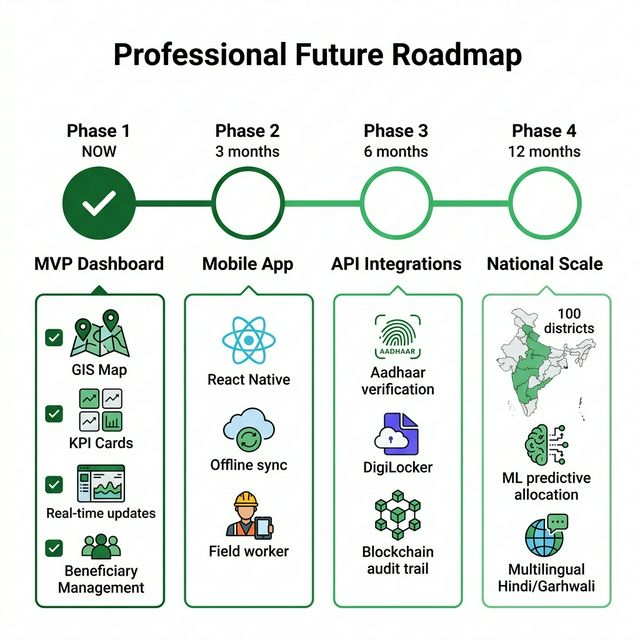 Professional Future Roadmap
Phase 1
NOW
Phase 2
3 months
Phase 3
6 months
Phase 4
12 months
MVP Dashboard
Mobile App
API Integrations
National Scale
GIS Map
KPI Cards
Real-time updates
Beneficiary
Management
React Native
Offline sync
Field worker
AADHAAR
Aadhaar
verification
DigiLocker
Blockchain
audit trail
100
districts
ML predictive
allocation
Multilingual
Hindi/Garhwali